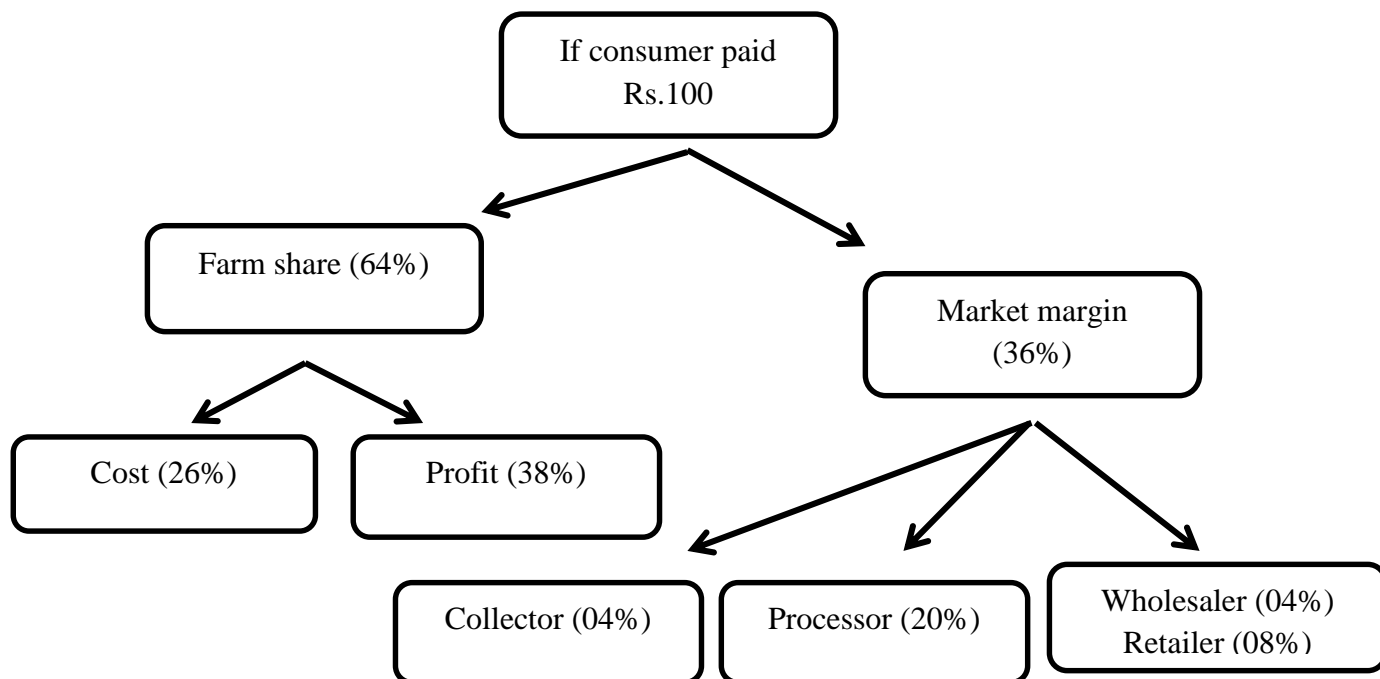 If consumer paid
Rs.100
Farm share (64%)
Market margin
(36%)
Cost (26%)
Profit (38%)
Collector (04%)
Processor (20%)
Wholesaler (04%)
Retailer (08%)